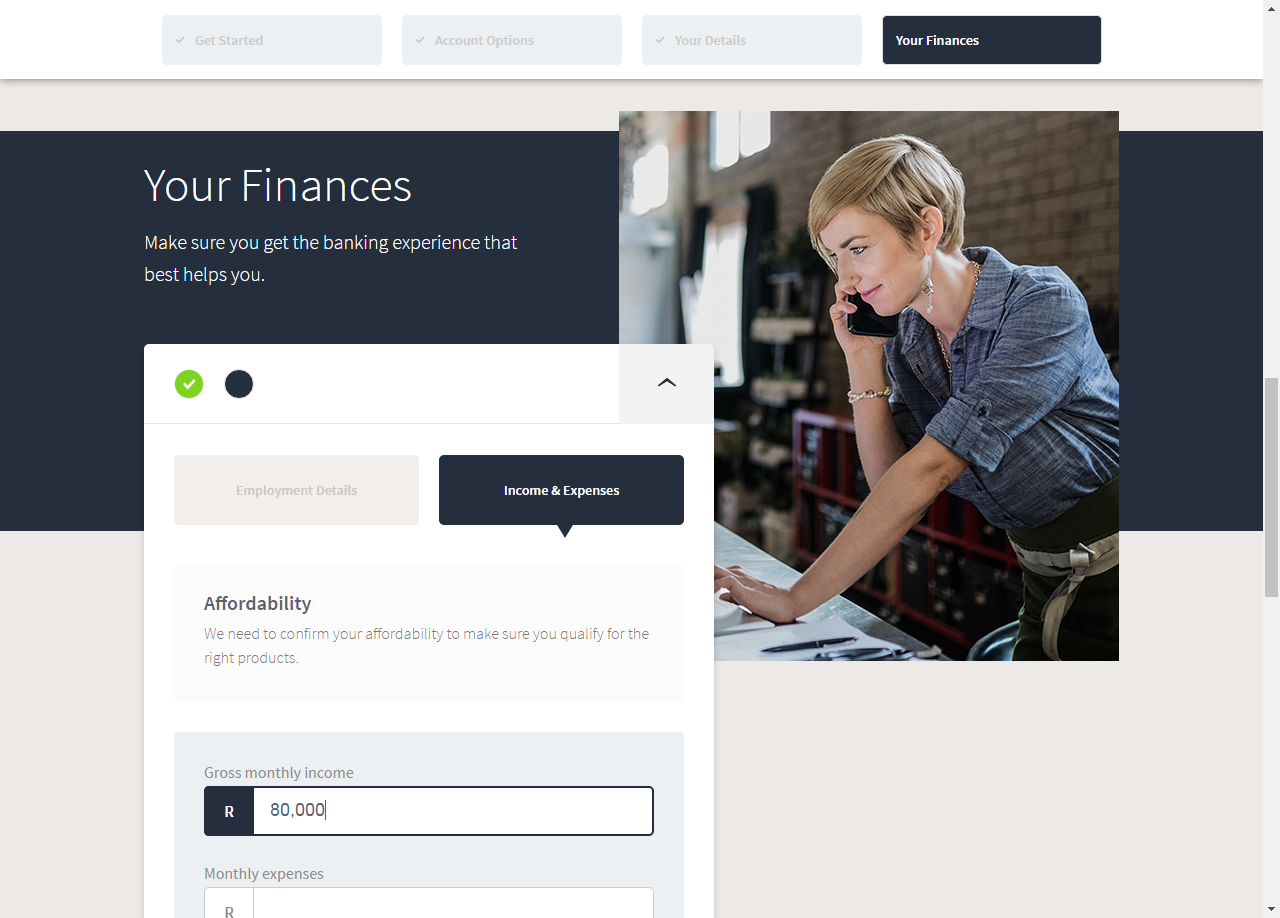 Get Started
Account Options
Your Details
Your Finances
Your Finances
Make sure you get the banking experience that
best helps you.
Employment Details
Income & Expenses
Affordability
We need to confirm your affordability to make sure you qualify for the
right products.
Gross monthly income
R 80,000
Monthly expenses
R